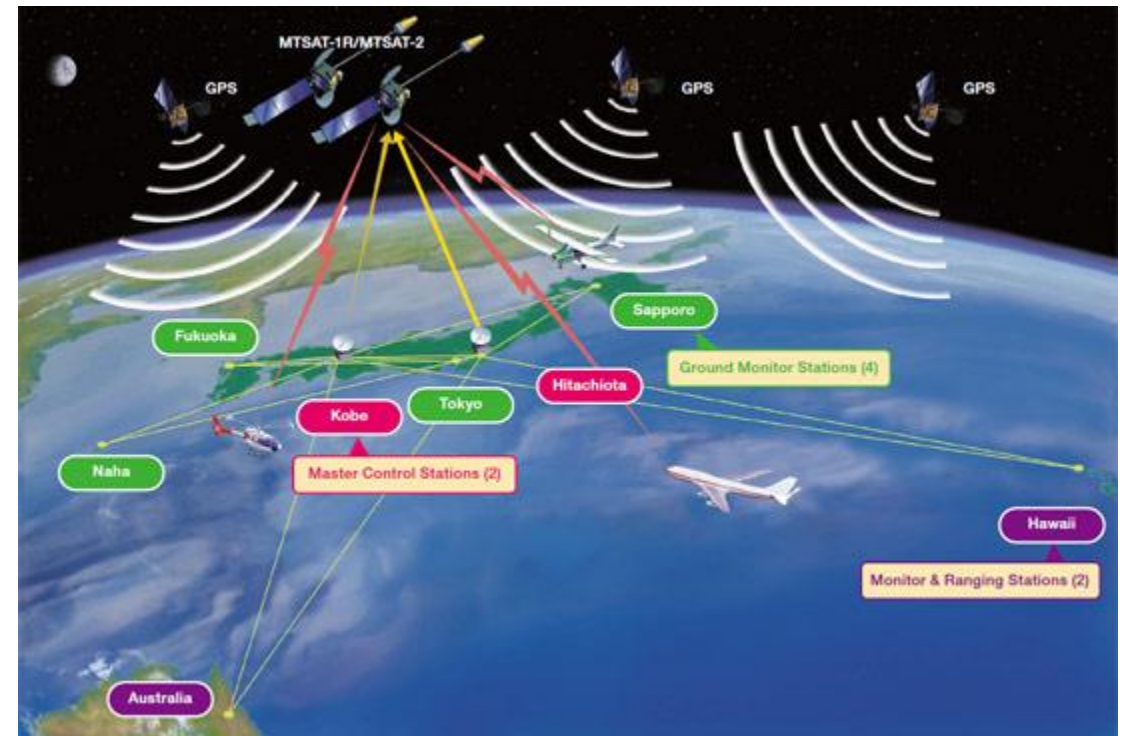 MTSAT-1R/MTSAT-2
GPS
GPS
GPS
Fukuoka
Sapporo
Ground Monitor Stations (4)
Hitachiota
Kobe
Tokyo
Naha
Master Control Stations (2)
Hawaii
Monitor & Ranging Stations (2)
Australia